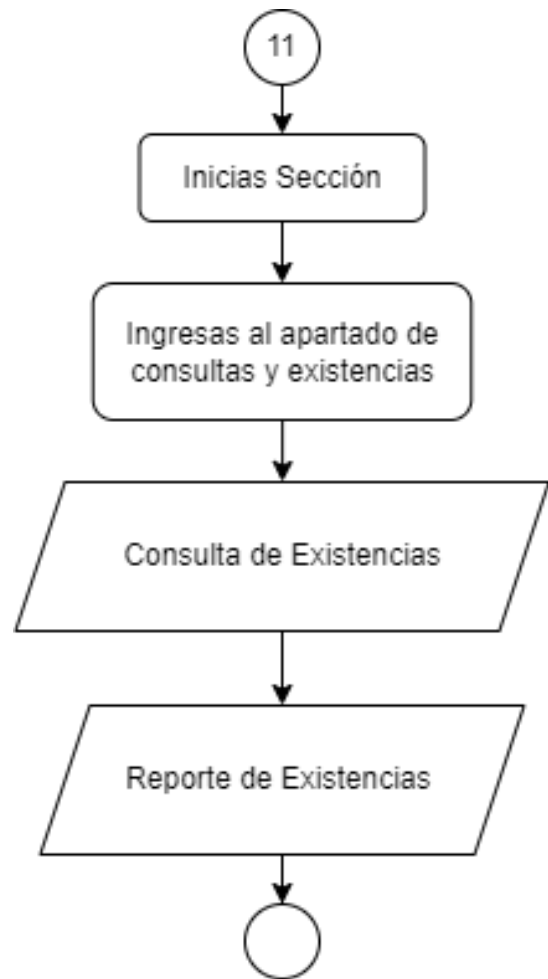 11
Inicias Sección
Ingresas al apartado de
consultas y existencias
Consulta de Existencias
Reporte de Existencias